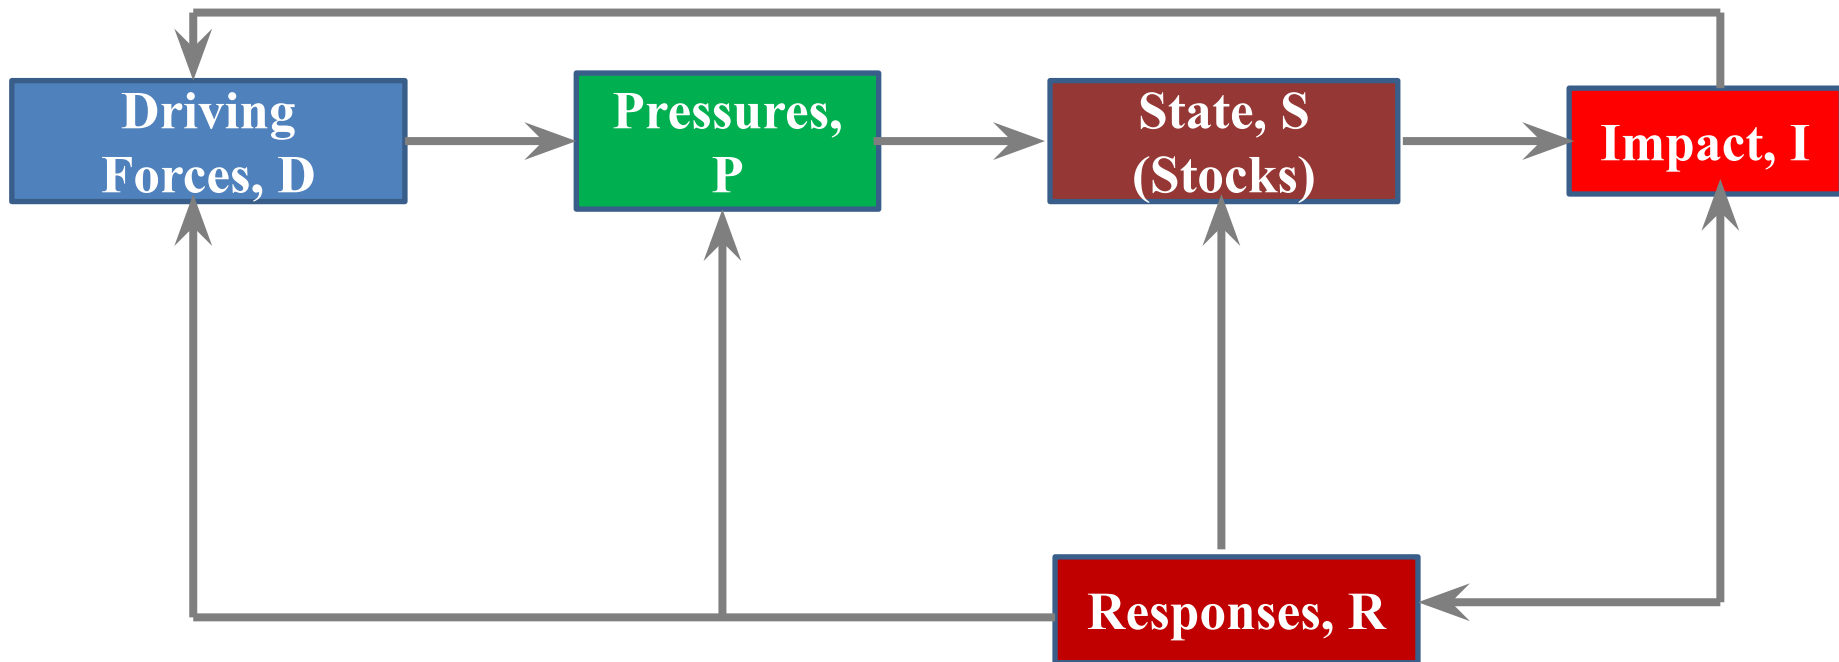 Driving
Forces, D
Pressures,
P
State, S
(Stocks)
Impact, I
Responses, R